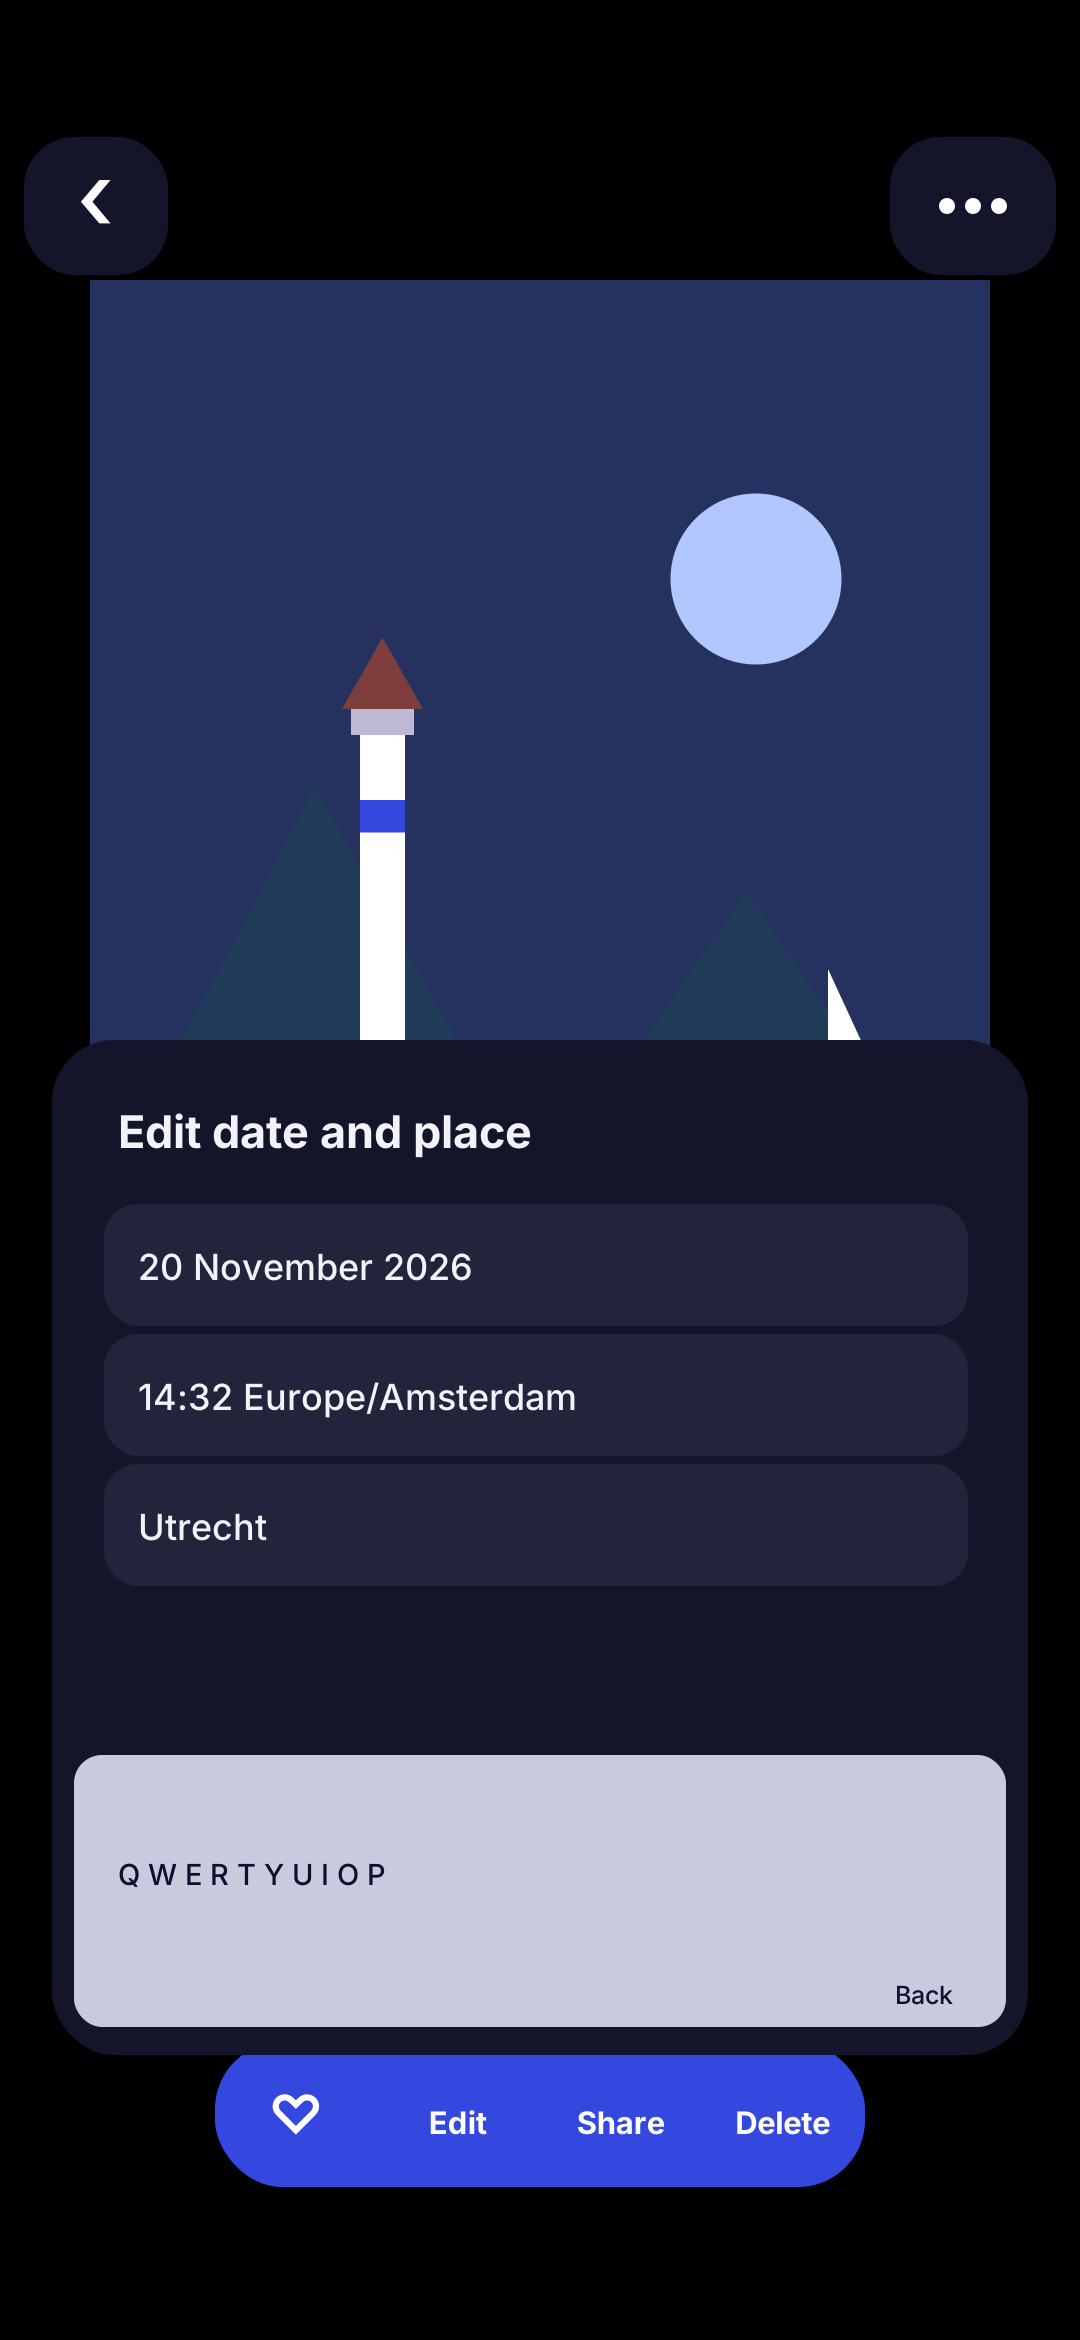 Edit date and place
20 November 2026
14:32 Europe/Amsterdam
Utrecht
Q W E R T Y U I O P
Back
Edit Share Delete